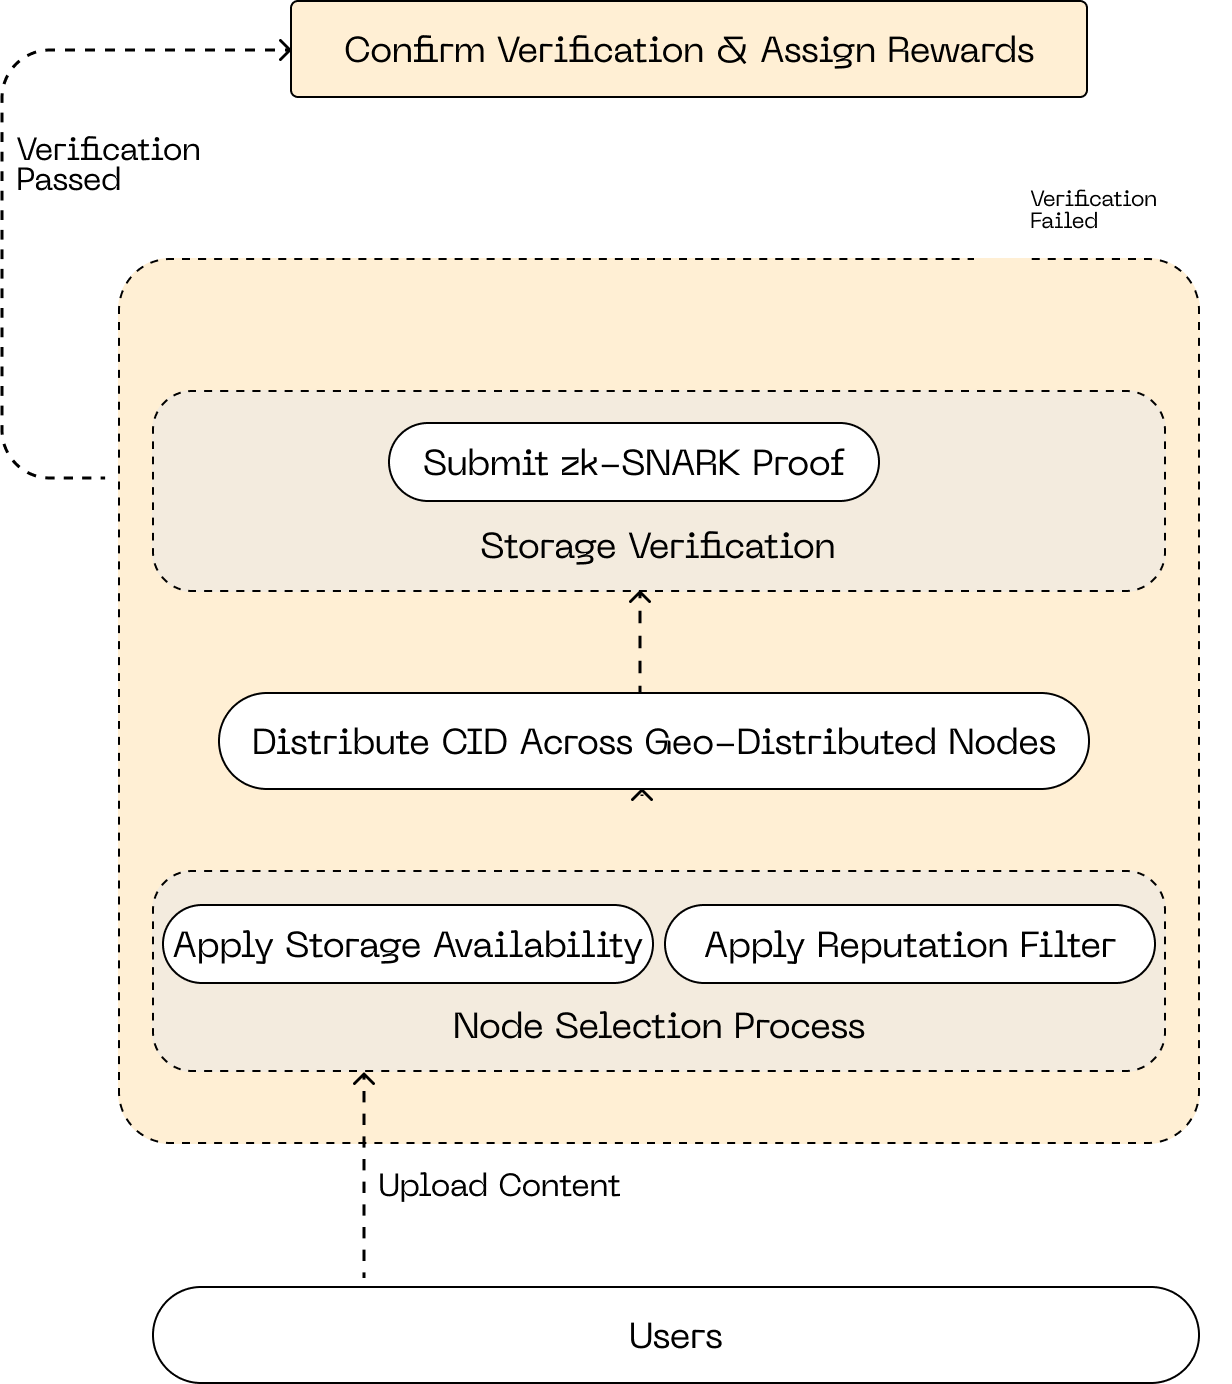 Confirm Verification & Assign Rewards
Verification
Passed
Verification
Failed
Submit zk-SNARK Proof
Storage Verification
Distribute CID Across Geo-Distributed Nodes
Apply Storage Availability
Apply Reputation Filter
Node Selection Process
Upload Content
Users